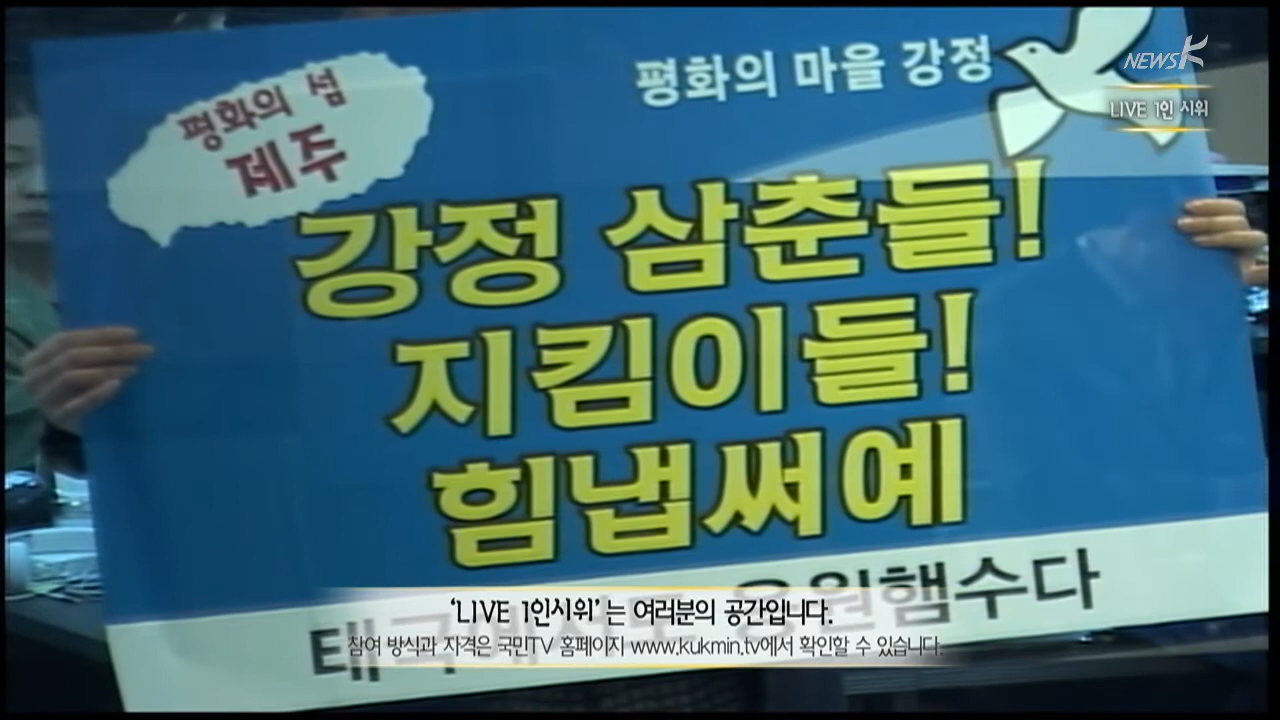 NEWSK
LIVE 1인 시위
평화의 섬
제주
평화의 마을 강정
강정 삼춘들!
지킴이들!
힘냅써예
햄수다
'LIVE 1인시위'는 여러분의 공간입니다.
참여 방식과 자격은 국민TV 홈페이지 www.kukmin.tv에서 확인할 수 있습니다.